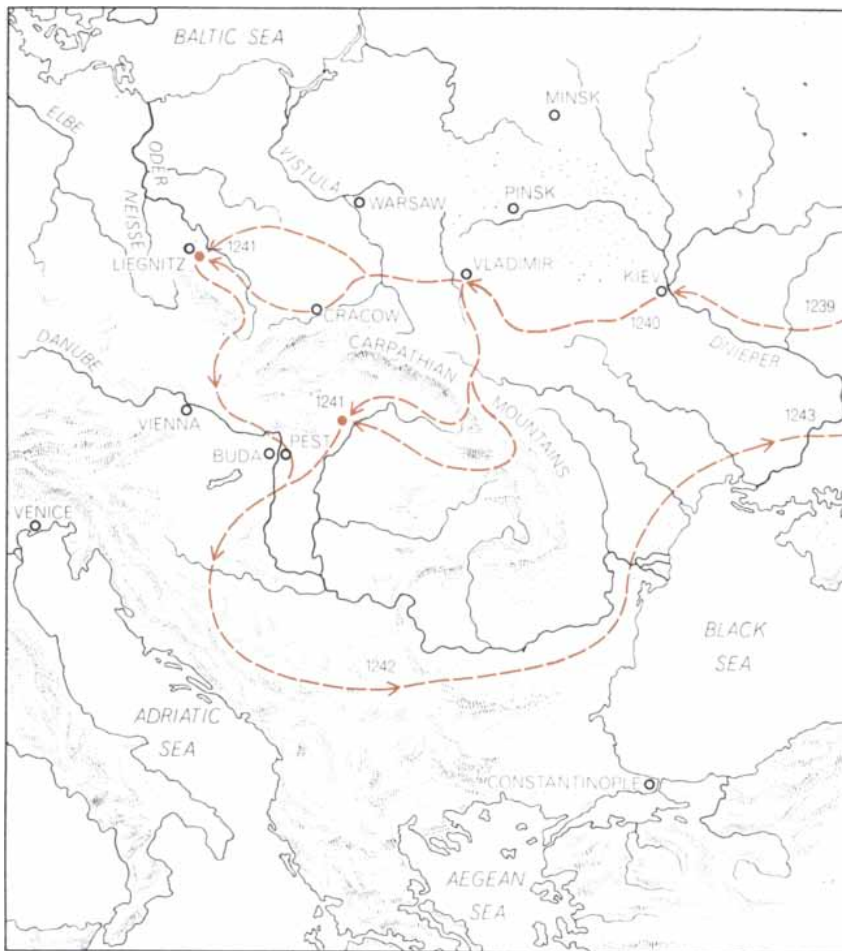 BALTIC SEA
MINSK
ELBE
ODER
NEISSE
VISTULA
WARSAW
PINSK
1241
LIEGNITZ
VLADIMIR
KIEV
1239
1240
CRACOW
DNIEPER
CARPATHIAN
MOUNTAINS
DANUBE
1241
1243
VIENNA
BUDA
PEST
VENICE
BLACK
SEA
1242
ADRIATIC
SEA
CONSTANTINOPLE
AEGEAN
SEA